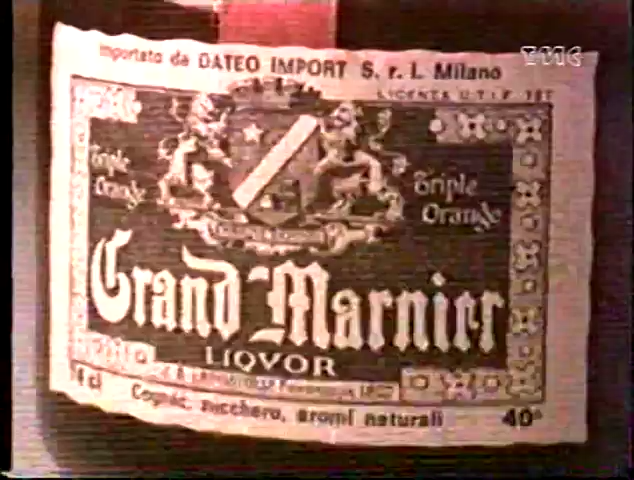 Importato da DATEO IMPORT S. r. l. Milano
TMC
LICENZA U.T.I.F.
Triple
Orange
Triple
Orange
Grand Marnier
LIQVOR
Cognac, zucchero, aromi naturali 40°